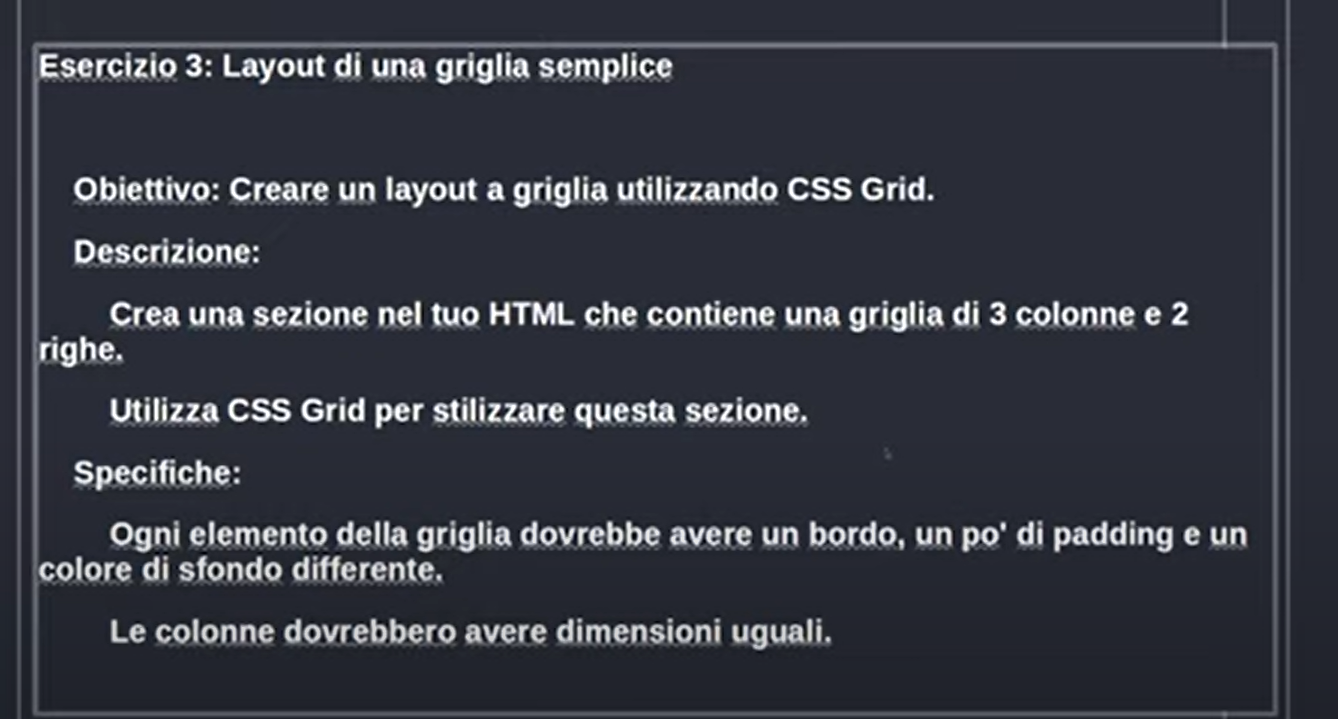 Esercizio 3: Layout di una griglia semplice
Obiettivo: Creare un layout a griglia utilizzando CSS Grid.
Descrizione:
Crea una sezione nel tuo HTML che contiene una griglia di 3 colonne e 2
righe.
Utilizza CSS Grid per stilizzare questa sezione.
Specifiche:
Ogni elemento della griglia dovrebbe avere un bordo, un po' di padding e un
colore di sfondo differente.
Le colonne dovrebbero avere dimensioni uguali.